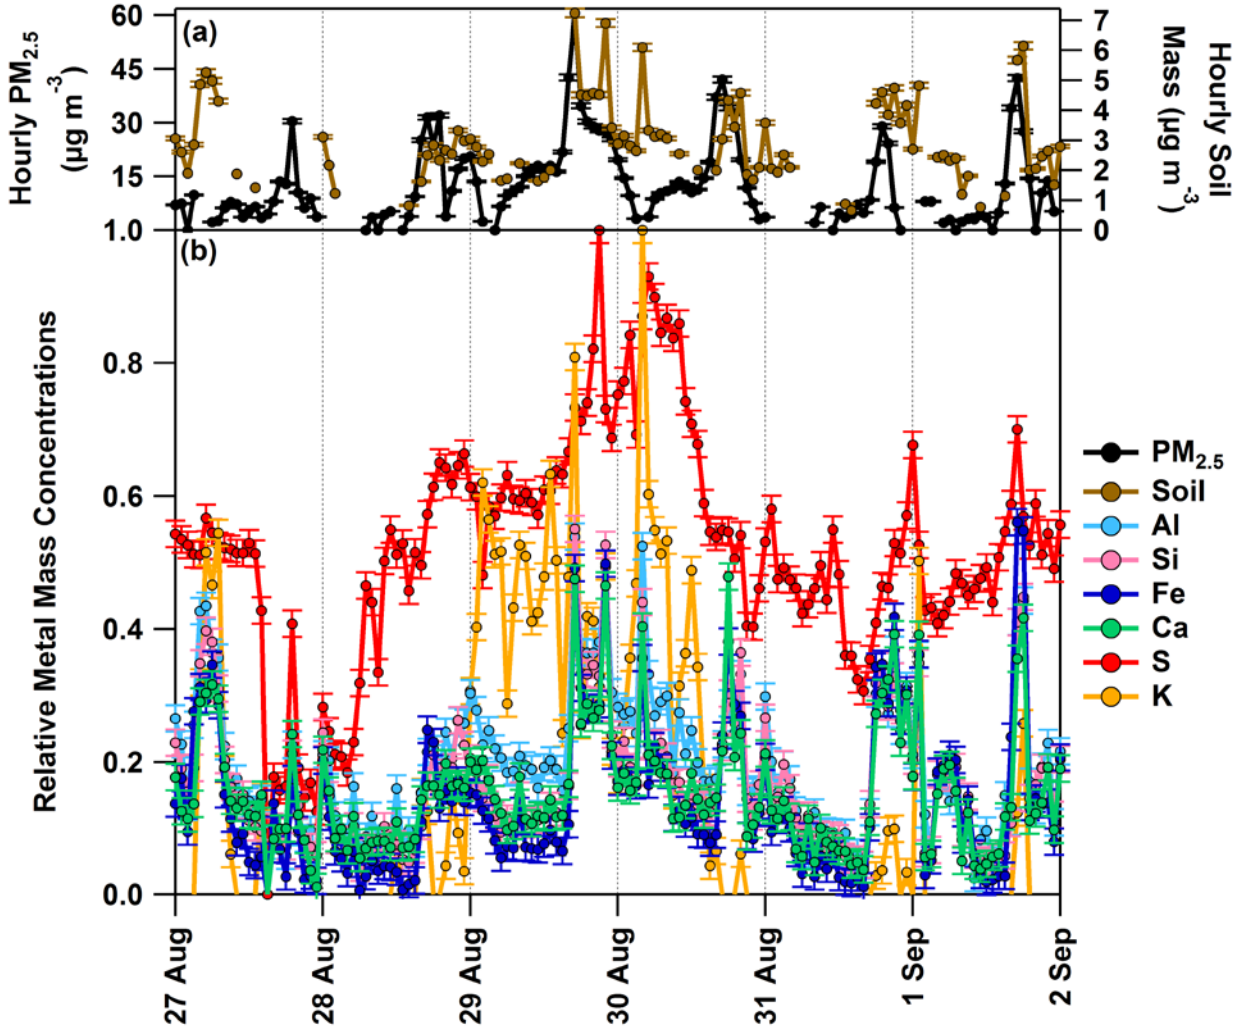 (a)
Hourly PM2.5
(µg m-3)
60
45
30
15
7
6
5
4
3
2
1
0
Hourly Soil
Mass (µg m-3)
(b)
Relative Metal Mass Concentrations
1.0
0.8
0.6
0.4
0.2
0.0
27 Aug
28 Aug
29 Aug
30 Aug
31 Aug
1 Sep
2 Sep
PM2.5
Soil
Al
Si
Fe
Ca
S
K